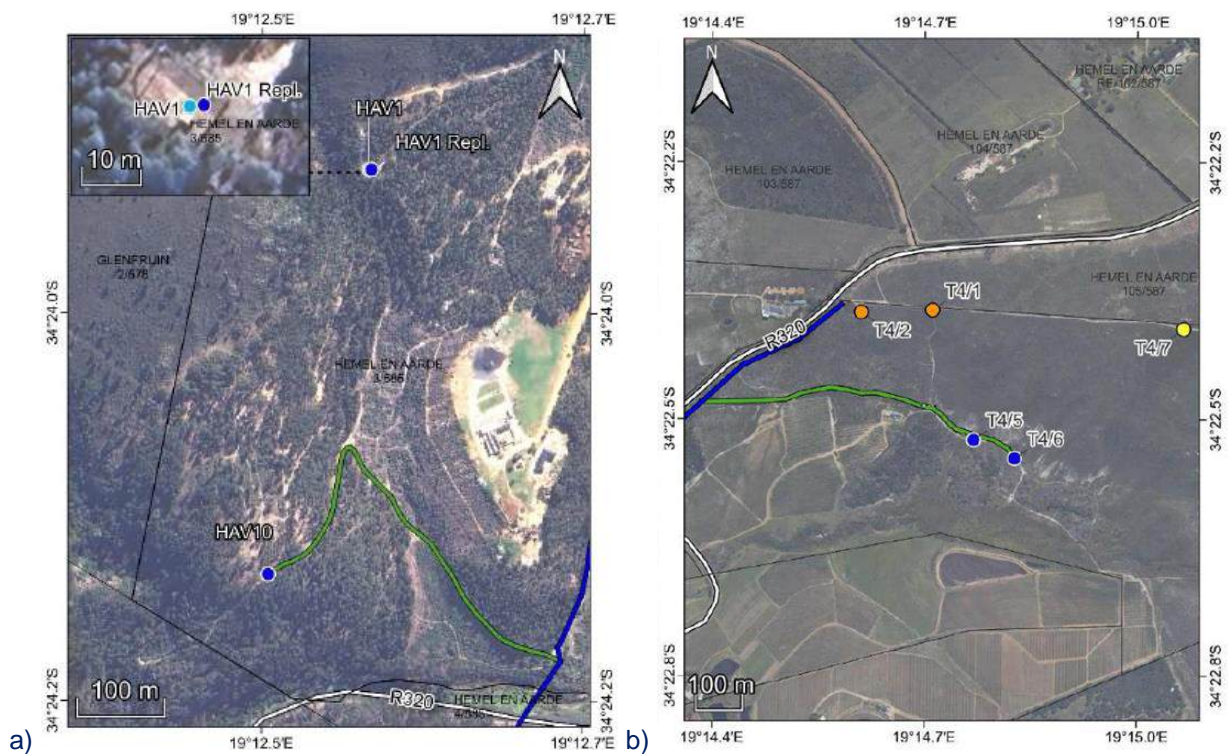 19°12.5'E
19°12.7'E
HAV1
HAV1 Repl.
HEMEL EN AARDE
3/585
10 m
N
HAV1
HAV1 Repl.
GLENFRUIN
2/678
34°24.0'S
34°24.0'S
HEMEL EN AARDE
3/585
HAV10
100 m
R320
HEMEL EN AARDE
4/585
34°24.2'S
34°24.2'S
19°12.5'E
19°12.7'E
a)
19°14.4'E
19°14.7'E
19°15.0'E
N
HEMEL EN AARDE
RE/102/587
HEMEL EN AARDE
104/587
HEMEL EN AARDE
103/587
34°22.2'S
34°22.2'S
HEMEL EN AARDE
105/587
T4/1
T4/2
R320
T4/7
34°22.5'S
34°22.5'S
T4/5
T4/6
34°22.8'S
34°22.8'S
100 m
19°14.4'E
19°14.7'E
19°15.0'E
b)